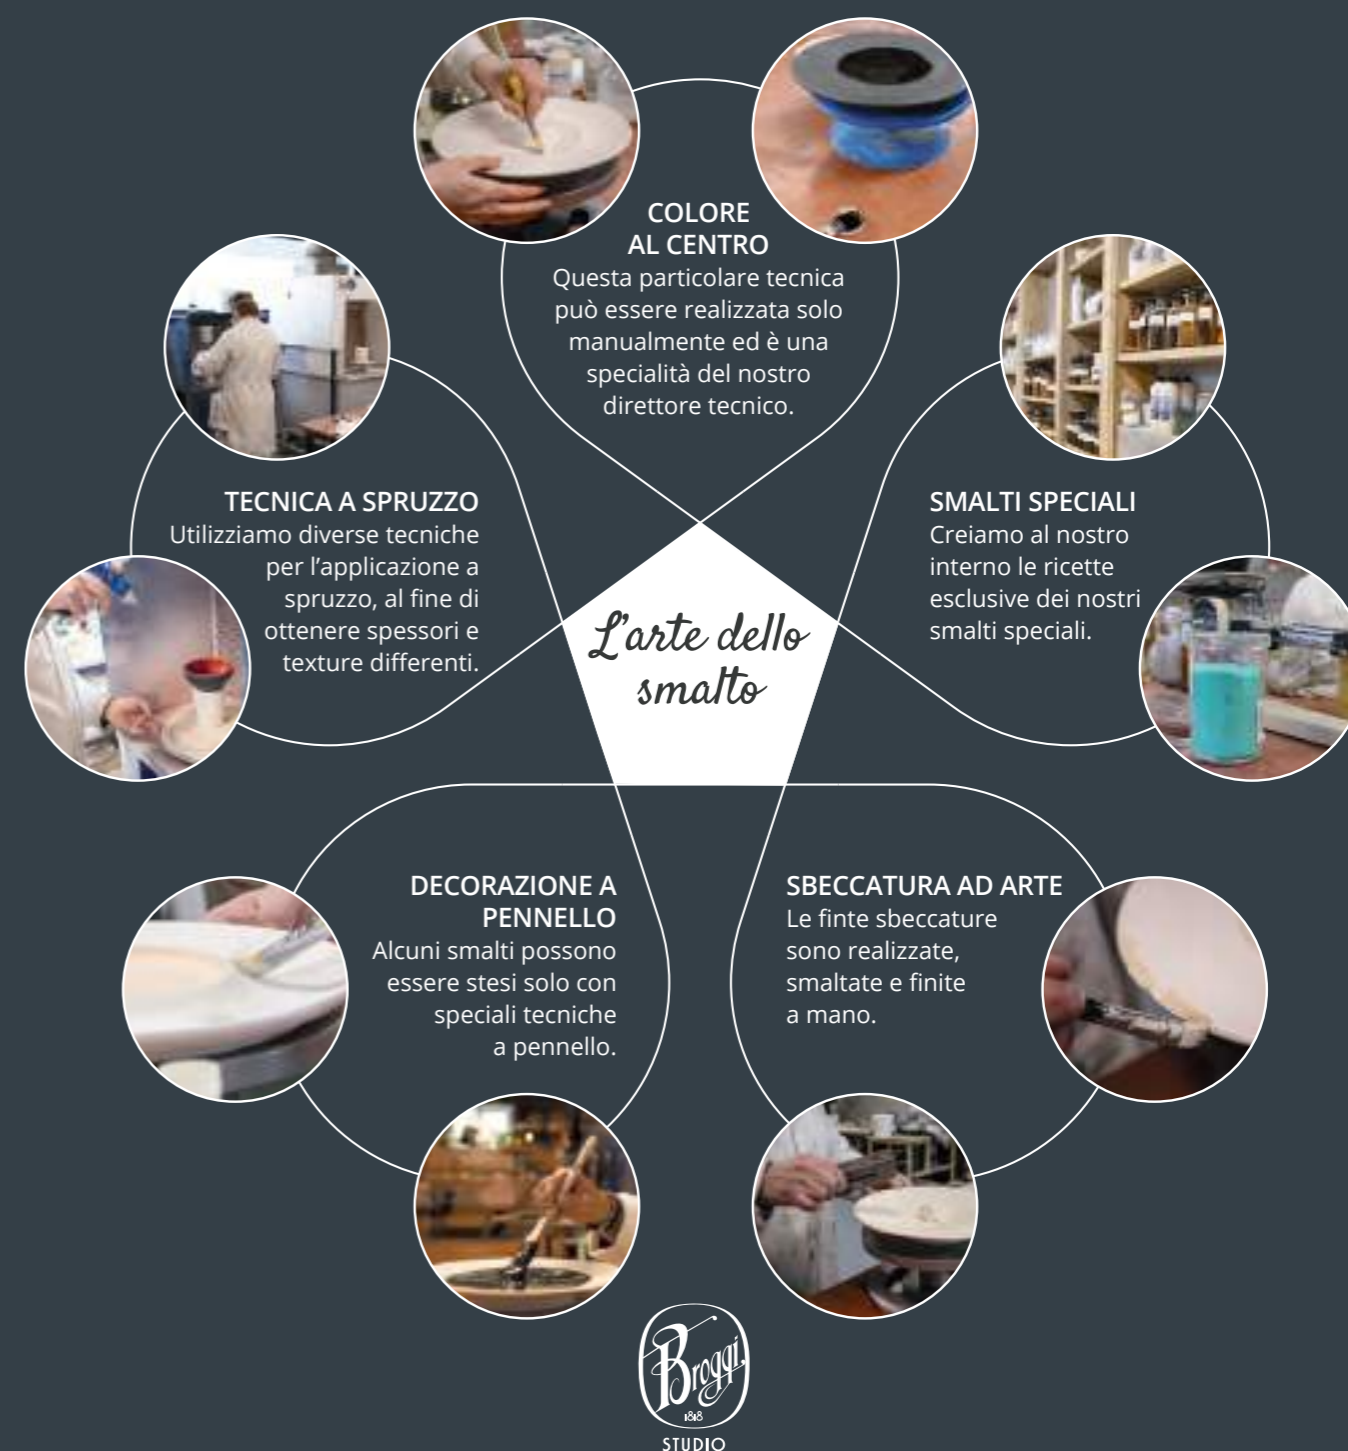 COLORE
AL CENTRO
Questa particolare tecnica
può essere realizzata solo
manualmente ed è una
specialità del nostro
direttore tecnico.
TECNICA A SPRUZZO
Utilizziamo diverse tecniche
per l’applicazione a
spruzzo, al fine di
ottenere spessori e
texture differenti.
SMALTI SPECIALI
Creiamo al nostro
interno le ricette
esclusive dei nostri
smalti speciali.
L’arte dello
smalto
DECORAZIONE A
PENNELLO
Alcuni smalti possono
essere stesi solo con
speciali tecniche
a pennello.
SBECCATURA AD ARTE
Le finte sbeccature
sono realizzate,
smaltate e finite
a mano.
Broggi
1818
STUDIO